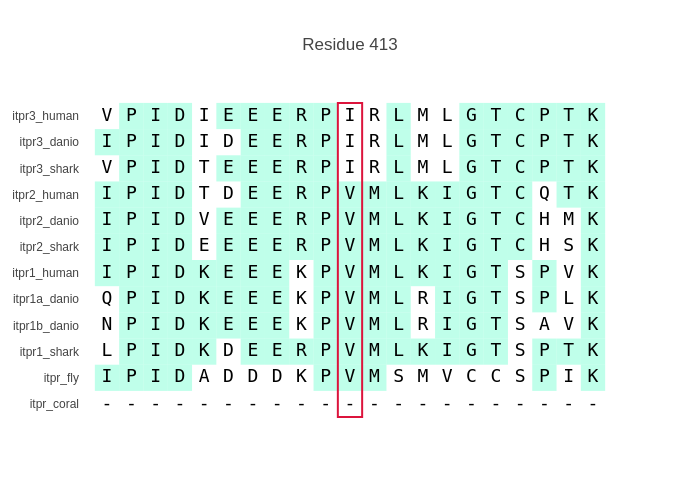 Residue 413
itpr3_human V P I D I E E E R P I R L M L G T C P T K
itpr3_danio I P I D I D E E R P I R L M L G T C P T K
itpr3_shark V P I D T E E E R P I R L M L G T C P T K
itpr2_human I P I D T D E E R P V M L K I G T C Q T K
itpr2_danio I P I D V E E E R P V M L K I G T C H M K
itpr2_shark I P I D E E E E R P V M L K I G T C H S K
itpr1_human I P I D K E E E K P V M L K I G T S P V K
itpr1a_danio Q P I D K E E E K P V M L R I G T S P L K
itpr1b_danio N P I D K E E E K P V M L R I G T S A V K
itpr1_shark L P I D K D E E R P V M L K I G T S P T K
itpr_fly I P I D A D D D K P V M S M V C C S P I K
itpr_coral - - - - - - - - - - - - - - - - - - - - -